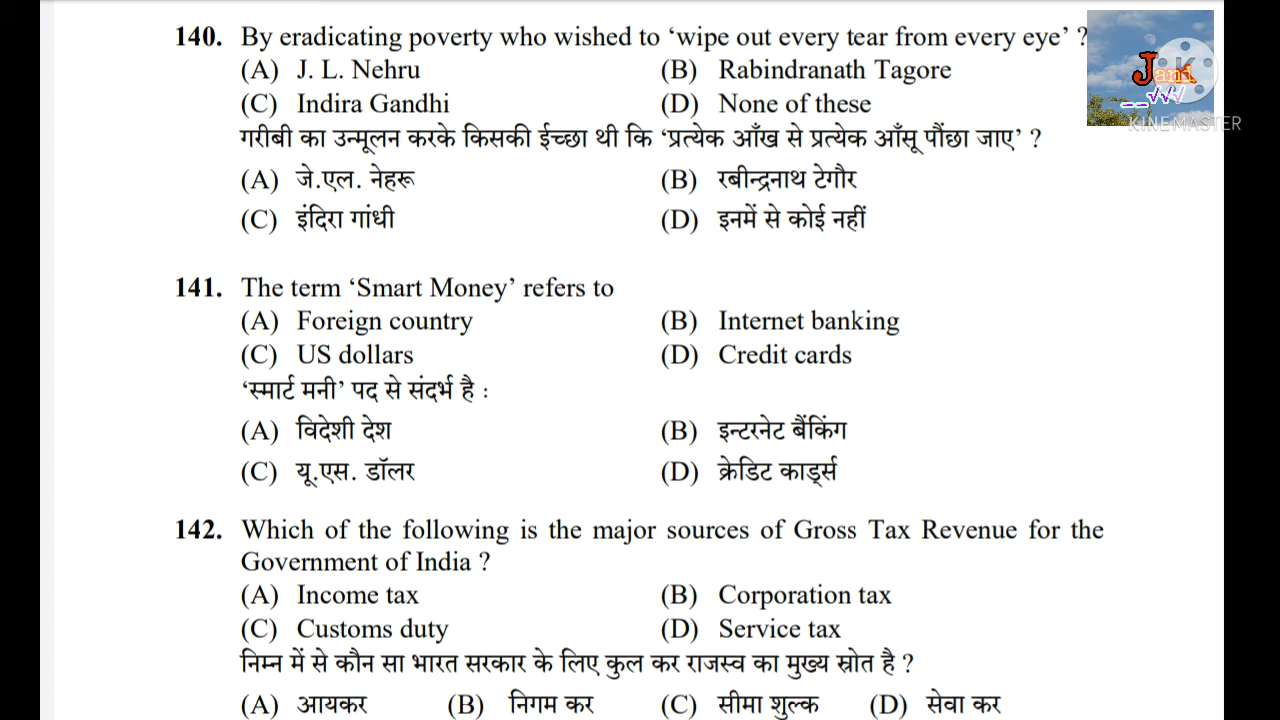 140. By eradicating poverty who wished to ‘wipe out every tear from every eye’ ?
(A) J. L. Nehru (B) Rabindranath Tagore
(C) Indira Gandhi (D) None of these
गरीबी का उन्मूलन करके किसकी ईच्छा थी कि ‘प्रत्येक आँख से प्रत्येक आँसू पौंछा जाए’ ?
(A) जे.एल. नेहरू (B) रबीन्द्रनाथ टेगौर
(C) इंदिरा गांधी (D) इनमें से कोई नहीं
141. The term ‘Smart Money’ refers to
(A) Foreign country (B) Internet banking
(C) US dollars (D) Credit cards
‘स्मार्ट मनी’ पद से संदर्भ है :
(A) विदेशी देश (B) इन्टरनेट बैंकिंग
(C) यू.एस. डॉलर (D) क्रेडिट कार्ड्स
142. Which of the following is the major sources of Gross Tax Revenue for the
Government of India ?
(A) Income tax (B) Corporation tax
(C) Customs duty (D) Service tax
निम्न में से कौन सा भारत सरकार के लिए कुल कर राजस्व का मुख्य स्रोत है ?
(A) आयकर (B) निगम कर (C) सीमा शुल्क (D) सेवा कर
KINEMASTER